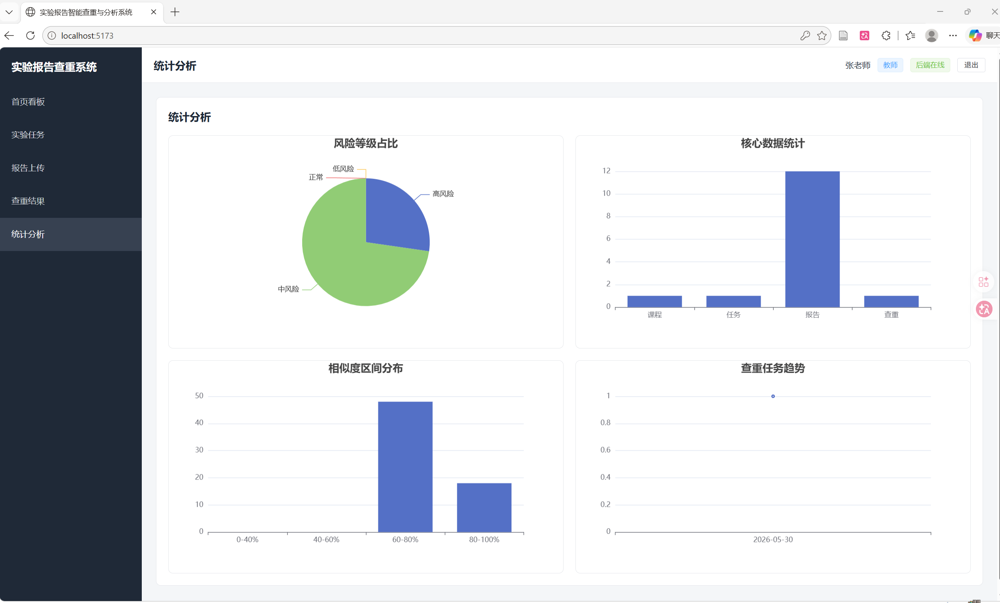 实验报告智能查重与分析系统
localhost:5173
聊天
实验报告查重系统
首页看板
实验任务
报告上传
查重结果
统计分析
统计分析
张老师
教师
后端在线
退出
统计分析
风险等级占比
低风险
正常
高风险
中风险
核心数据统计
12
10
8
6
4
2
0
课程
任务
报告
查重
相似度区间分布
50
40
30
20
10
0
0-40%
40-60%
60-80%
80-100%
查重任务趋势
1
0.8
0.6
0.4
0.2
0
2026-05-30